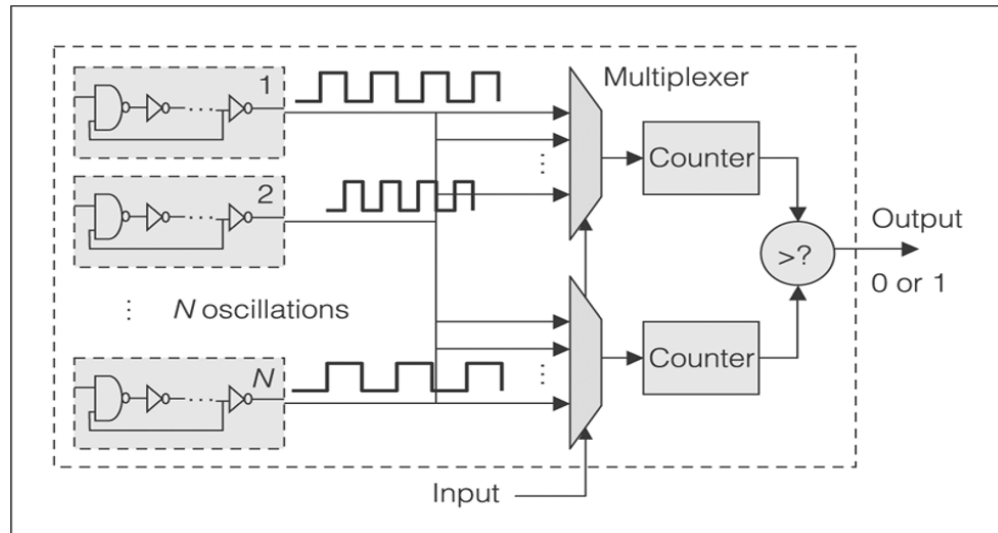 1
Multiplexer
Counter
2
Output
>?
0 or 1
⋮ N oscillations
Counter
N
Input